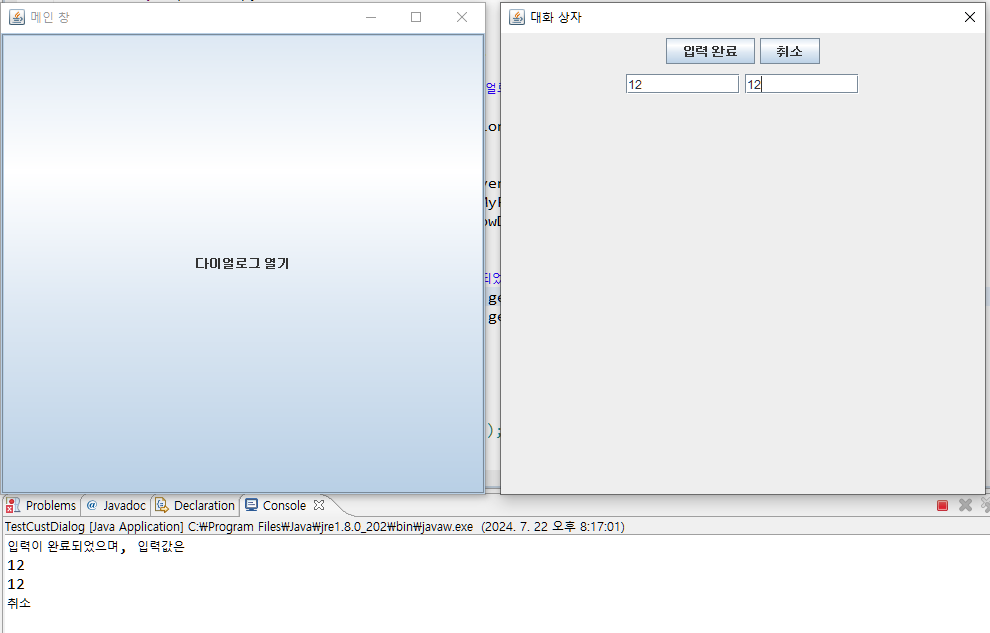 메인 창
다이얼로그 열기
대화 상자
입력 완료 취소
12 12
);
Problems @ Javadoc Declaration Console
TestCustDialog [Java Application] C:₩Program Files₩Java₩jre1.8.0_202₩bin₩javaw.exe (2024. 7. 22 오후 8:17:01)
입력이 완료되었으며, 입력값은
12
12
취소